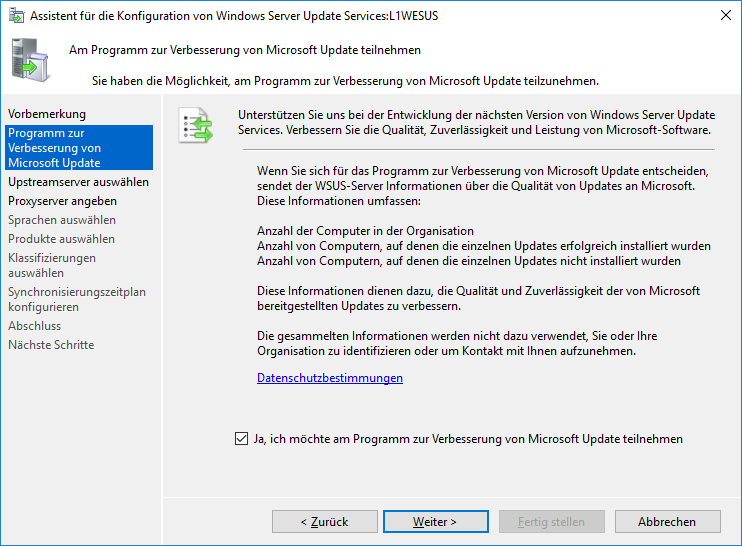 Assistent für die Konfiguration von Windows Server Update Services:L1WESUS
Am Programm zur Verbesserung von Microsoft Update teilnehmen
Sie haben die Möglichkeit, am Programm zur Verbesserung von Microsoft Update teilzunehmen.
Vorbemerkung
Programm zur
Verbesserung von
Microsoft Update
Upstreamserver auswählen
Proxyserver angeben
Sprachen auswählen
Produkte auswählen
Klassifizierungen
auswählen
Synchronisierungszeitplan
konfigurieren
Abschluss
Nächste Schritte
Unterstützen Sie uns bei der Entwicklung der nächsten Version von Windows Server Update
Services. Verbessern Sie die Qualität, Zuverlässigkeit und Leistung von Microsoft-Software.
Wenn Sie sich für das Programm zur Verbesserung von Microsoft Update entscheiden,
sendet der WSUS-Server Informationen über die Qualität von Updates an Microsoft.
Diese Informationen umfassen:
Anzahl der Computer in der Organisation
Anzahl von Computern, auf denen die einzelnen Updates erfolgreich installiert wurden
Anzahl von Computern, auf denen die einzelnen Updates nicht installiert wurden
Diese Informationen dienen dazu, die Qualität und Zuverlässigkeit der von Microsoft
bereitgestellten Updates zu verbessern.
Die gesammelten Informationen werden nicht dazu verwendet, Sie oder Ihre
Organisation zu identifizieren oder um Kontakt mit Ihnen aufzunehmen.
Datenschutzbestimmungen
Ja, ich möchte am Programm zur Verbesserung von Microsoft Update teilnehmen
< Zurück
Weiter >
Fertig stellen
Abbrechen